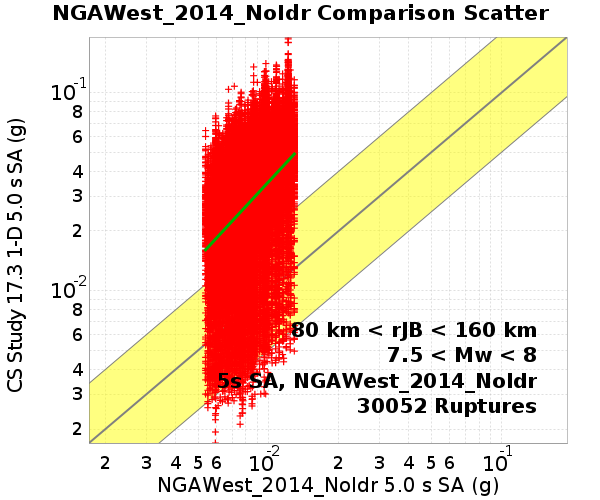 NGAWest_2014_NoIdr Comparison Scatter
CS Study 17.3 1-D 5.0 s SA (g)
10-1
8
6
4
3
2
10-2
8
6
4
3
2
80 km < rJB < 160 km
7.5 < Mw < 8
5s SA, NGAWest_2014_NoIdr
30052 Ruptures
2 3 4 5 6 10-2 2 3 4 5 6 10-1
NGAWest_2014_NoIdr 5.0 s SA (g)